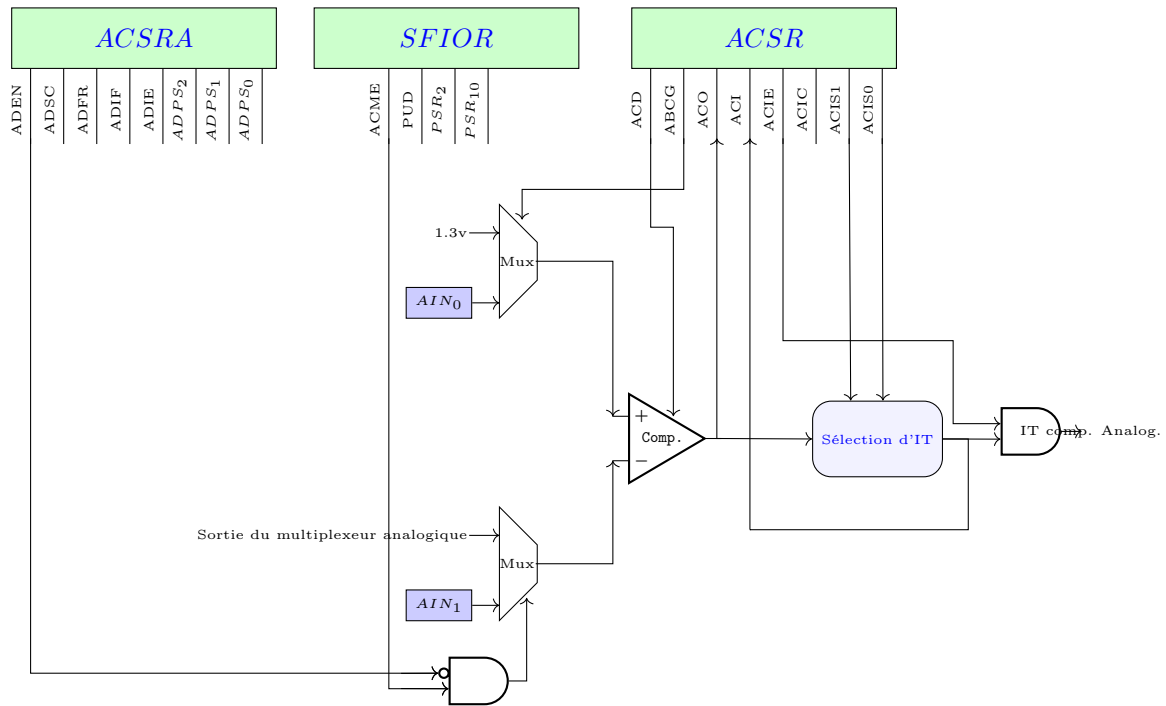 ACSRA
SFIOR
ACSR
ADEN
ADSC
ADFR
ADIF
ADIE
ADPS2
ADPS1
ADPS0
ACME
PUD
PSR2
PSR10
ACD
ABCG
ACO
ACI
ACIE
ACIC
ACIS1
ACIS0
1.3v
Mux
AIN0
+
Comp.
−
Sélection d'IT
IT comp. Analog.
Sortie du multiplexeur analogique
Mux
AIN1